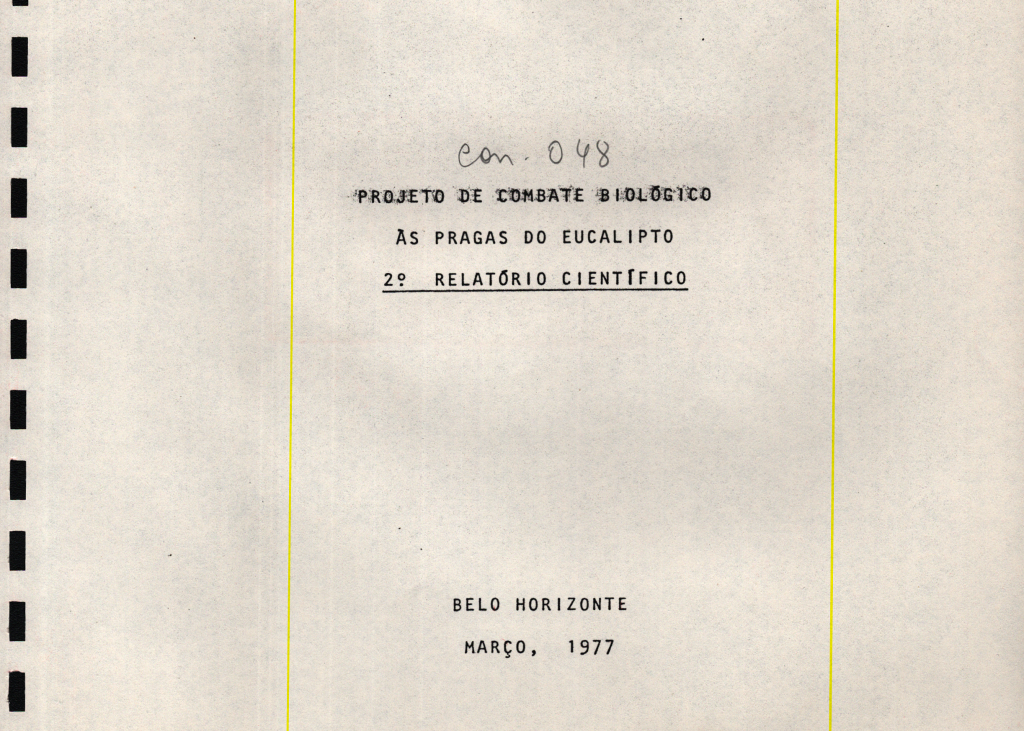 con. 048
PROJETO DE COMBATE BIOLÓGICO
ÀS PRAGAS DO EUCALIPTO
2º RELATÓRIO CIENTÍFICO
BELO HORIZONTE
MARÇO, 1977